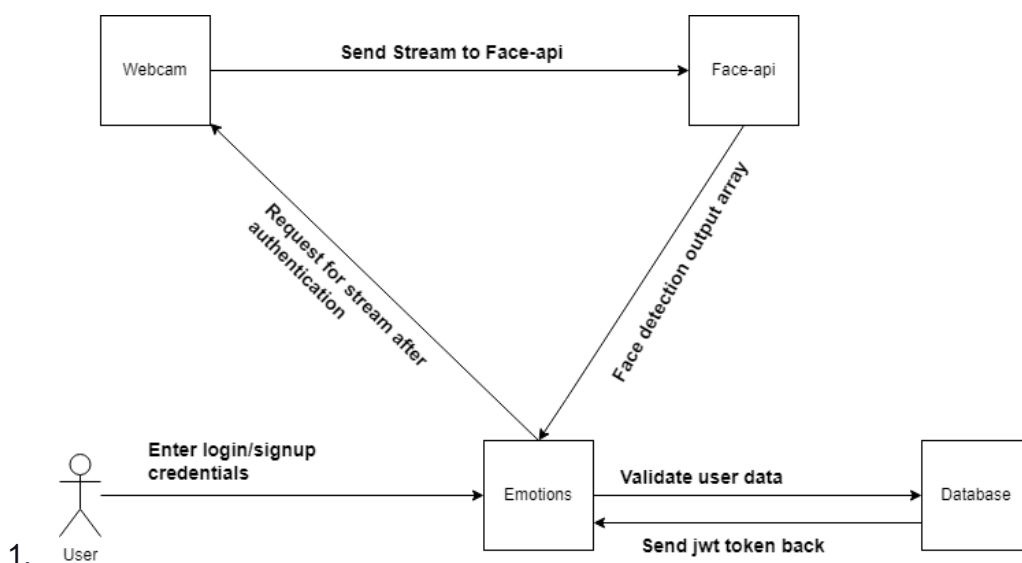 Send Stream to Face-api
Webcam
Face-api
Request for stream after
authentication
Face detection output array
Enter login/signup
credentials
Emotions
Validate user data
Database
Send jwt token back
1.
User